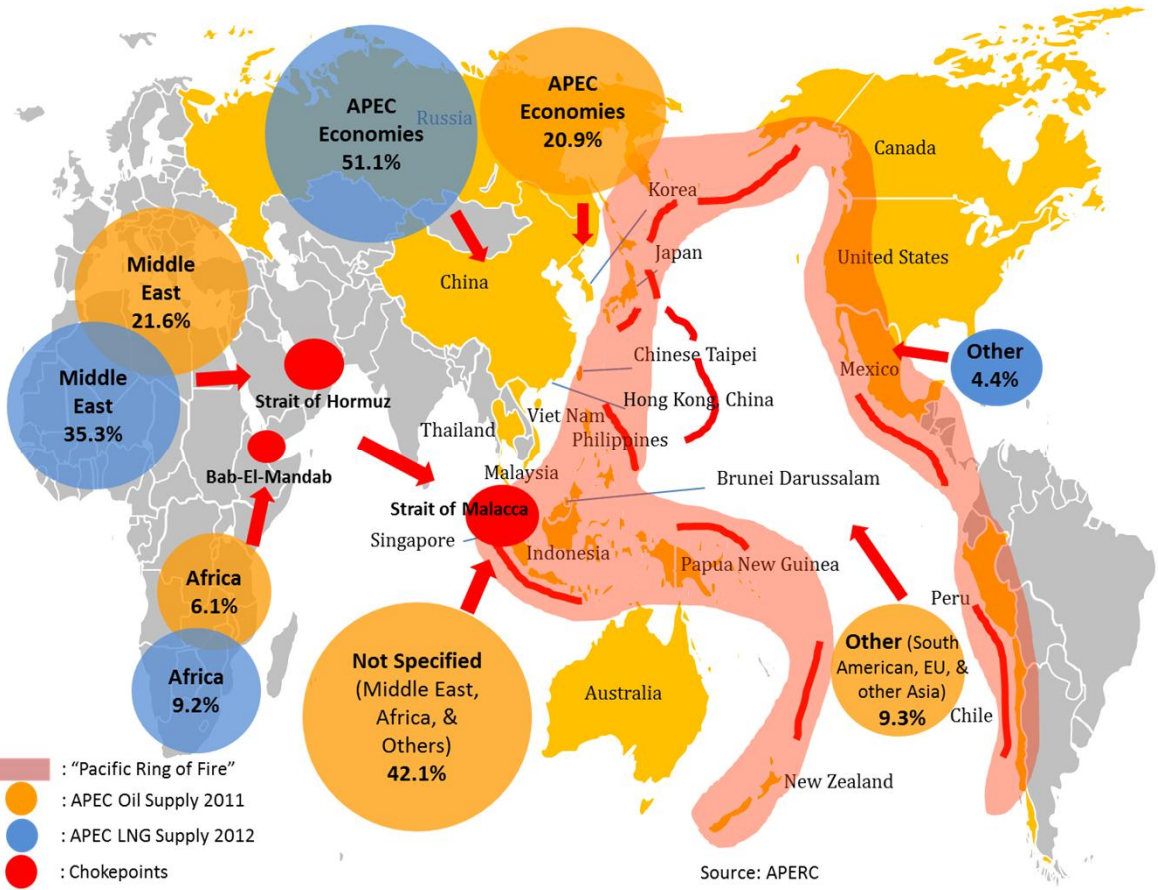 APEC
Economies
51.1%
Russia
APEC
Economies
20.9%
Canada
Korea
Japan
United States
China
Middle
East
21.6%
Middle
East
35.3%
Strait of Hormuz
Chinese Taipei
Hong Kong, China
Viet Nam
Philippines
Thailand
Mexico
Other
4.4%
Bab-El-Mandab
Malaysia
Brunei Darussalam
Strait of Malacca
Singapore
Indonesia
Papua New Guinea
Africa
6.1%
Africa
9.2%
Not Specified
(Middle East,
Africa, &
Others)
42.1%
Australia
Peru
Other (South
American, EU, &
other Asia)
9.3%
Chile
New Zealand
: “Pacific Ring of Fire”
: APEC Oil Supply 2011
: APEC LNG Supply 2012
: Chokepoints
Source: APERC